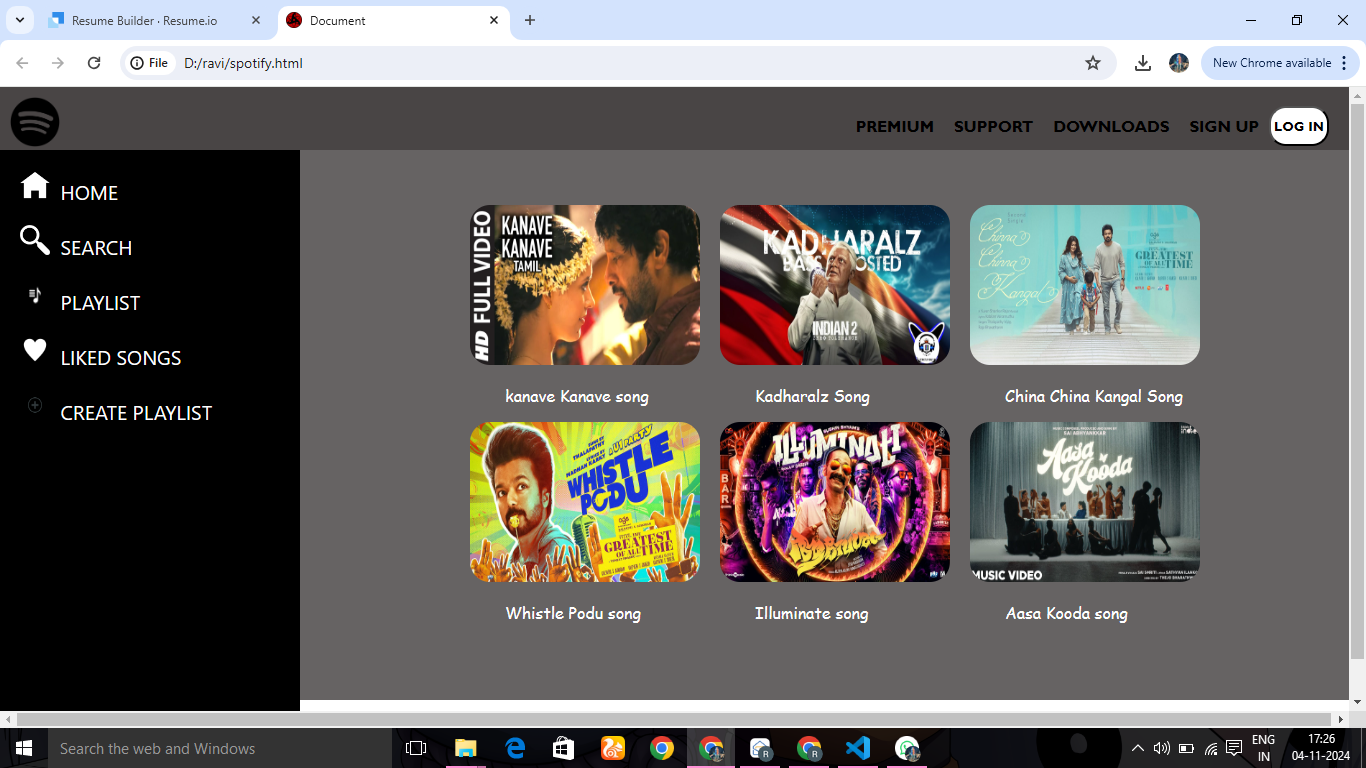 Resume Builder · Resume.io
Document
File
D:/ravi/spotify.html
New Chrome available
PREMIUM
SUPPORT
DOWNLOADS
SIGN UP
LOG IN
HOME
SEARCH
PLAYLIST
LIKED SONGS
CREATE PLAYLIST
HD FULL VIDEO
KANAVE
KANAVE
TAMIL
BASS
INDIAN 2
Chinna
Chinna
Kangal
GREATEST
OF ALL TIME
kanave Kanave song
Kadharalz Song
China China Kangal Song
WHISTLE
PODU
GREATEST
OF ALL TIME
ILLUMINATI
BAR
Aasa
Kooda
MUSIC VIDEO
Whistle Podu song
Illuminate song
Aasa Kooda song
Search the web and Windows
ENG
IN
17:26
04-11-2024